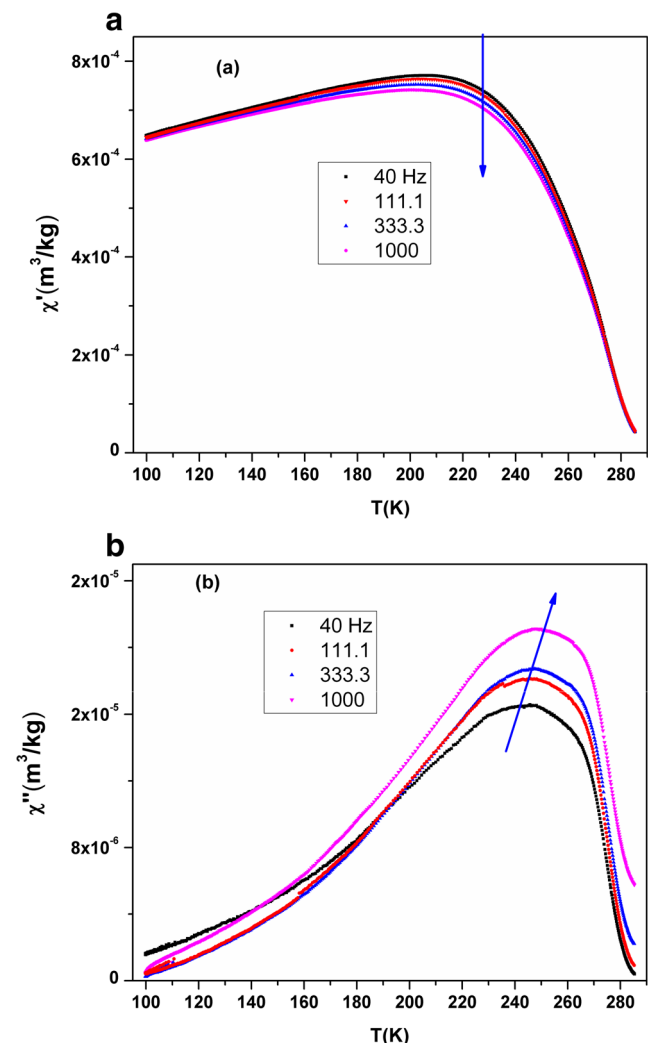 a
(a)
8x10⁻⁴
6x10⁻⁴
4x10⁻⁴
2x10⁻⁴
0
χ'(m³/kg)
40 Hz
111.1
333.3
1000
100 120 140 160 180 200 220 240 260 280
T(K)
b
(b)
2x10⁻⁵
2x10⁻⁵
8x10⁻⁶
0
χ"(m³/kg)
40 Hz
111.1
333.3
1000
100 120 140 160 180 200 220 240 260 280
T(K)